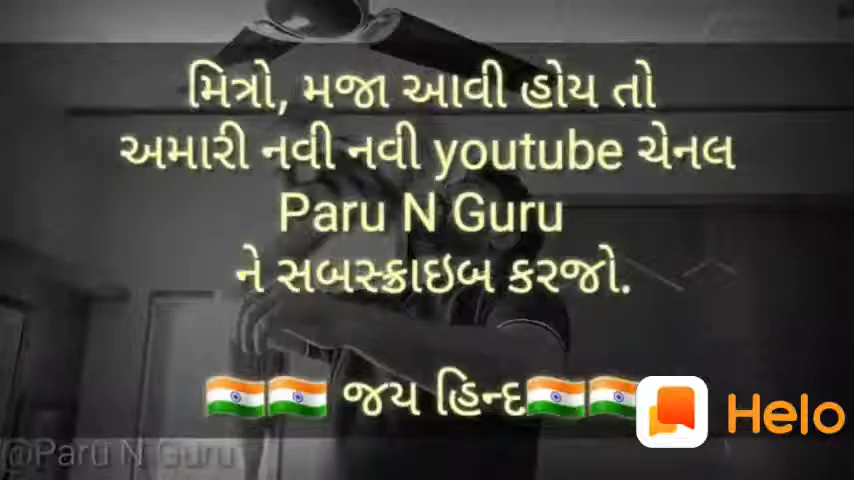 મિત્રો, મજા આવી હોય તો
અમારી નવી નવી youtube ચેનલ
Paru N Guru
ને સબસ્ક્રાઇબ કરજો.
🇮🇳🇮🇳 જય હિન્દ🇮🇳🇮🇳
Helo
@Paru N Guru